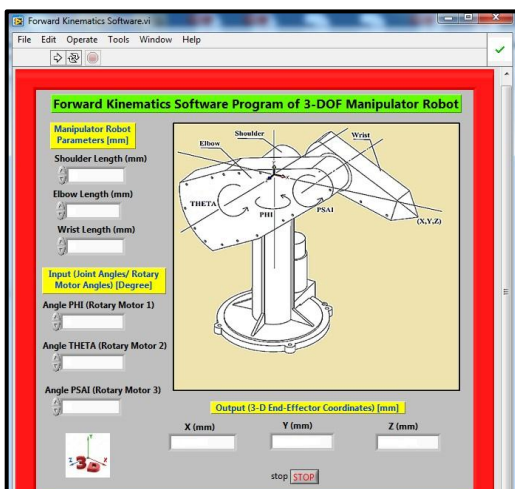 Forward Kinematics Software.vi
File Edit Operate Tools Window Help
Forward Kinematics Software Program of 3-DOF Manipulator Robot
Manipulator Robot
Parameters [mm]
Shoulder Length (mm)
Elbow Length (mm)
Wrist Length (mm)
Input (Joint Angles/ Rotary
Motor Angles) [Degree]
Angle PHI (Rotary Motor 1)
Angle THETA (Rotary Motor 2)
Angle PSAI (Rotary Motor 3)
Shoulder
Elbow
Wrist
THETA
PHI
PSAI
(X,Y,Z)
Output (3-D End-Effector Coordinates) [mm]
X (mm) Y (mm) Z (mm)
3D
stop STOP